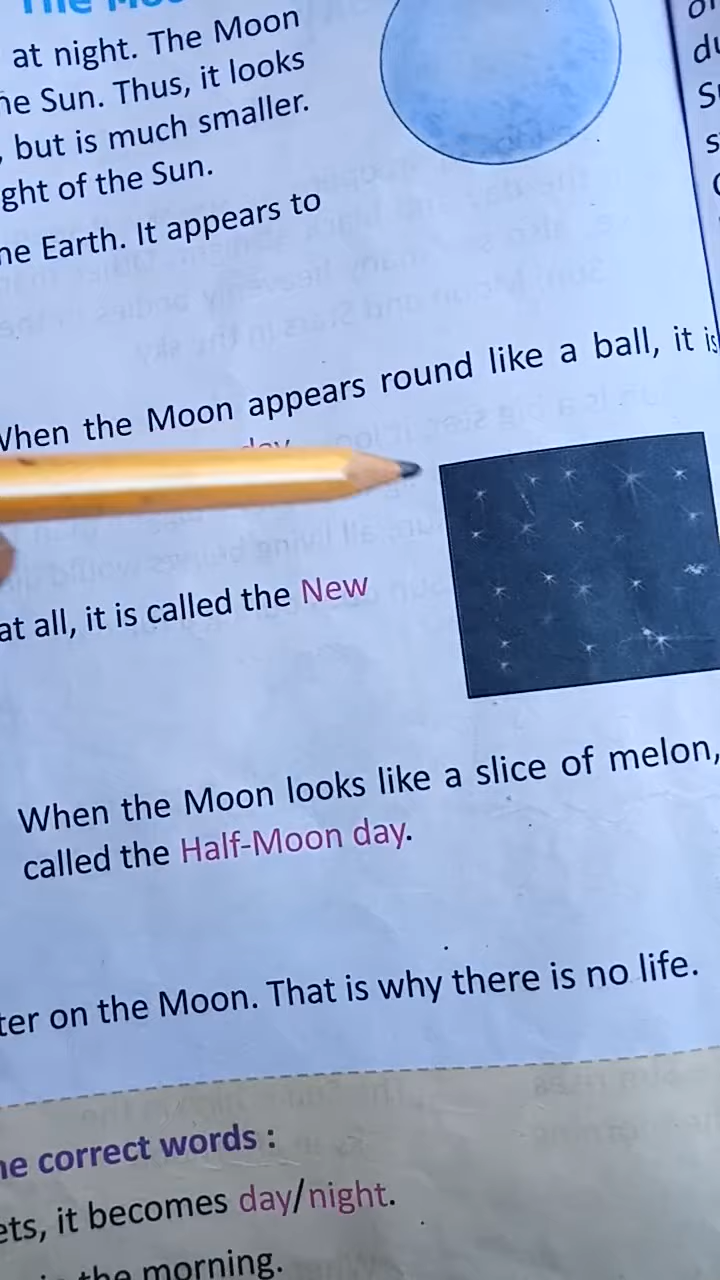 The
at night. The Moon
he Sun. Thus, it looks
, but is much smaller.
ght of the Sun.
he Earth. It appears to
When the Moon appears round like a ball, it is
day
at all, it is called the New
When the Moon looks like a slice of melon,
called the Half-Moon day.
ter on the Moon. That is why there is no life.
he correct words :
ets, it becomes day/night.
the morning.